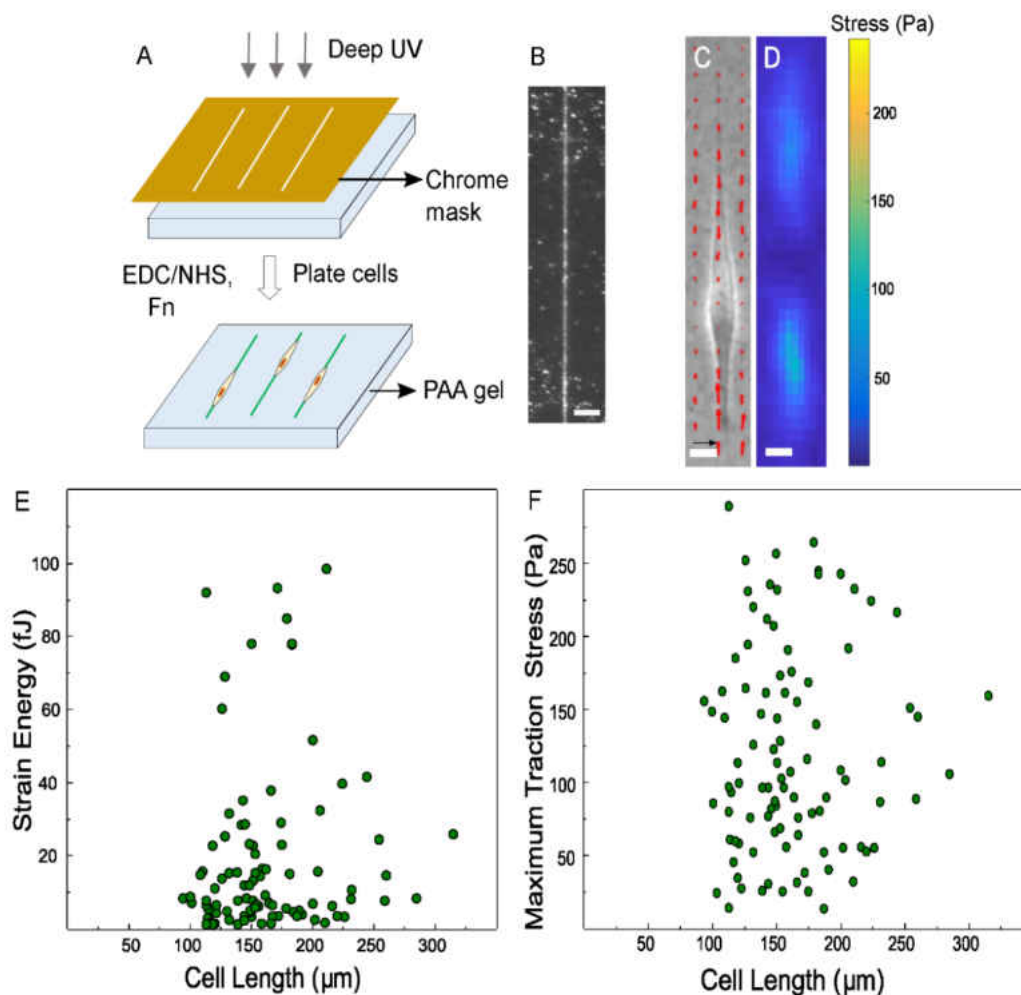 A
Deep UV
Chrome
mask
EDC/NHS,
Fn
Plate cells
PAA gel
B
C
D
Stress (Pa)
200
150
100
50
E
Strain Energy (fJ)
100
80
60
40
20
50
100
150
200
250
300
Cell Length (μm)
F
Maximum Traction Stress (Pa)
250
200
150
100
50
50
100
150
200
250
300
Cell Length (μm)